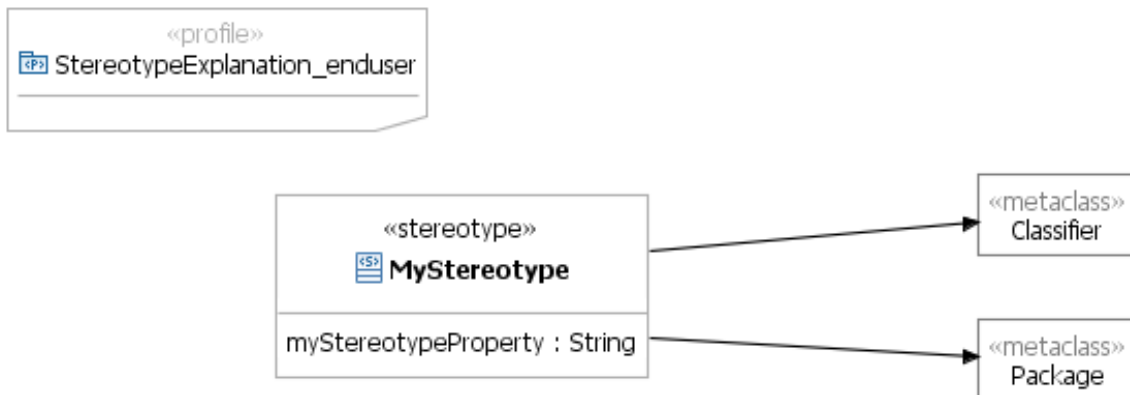 «profile»
StereotypeExplanation_enduser
«stereotype»
MyStereotype
myStereotypeProperty : String
«metaclass»
Classifier
«metaclass»
Package